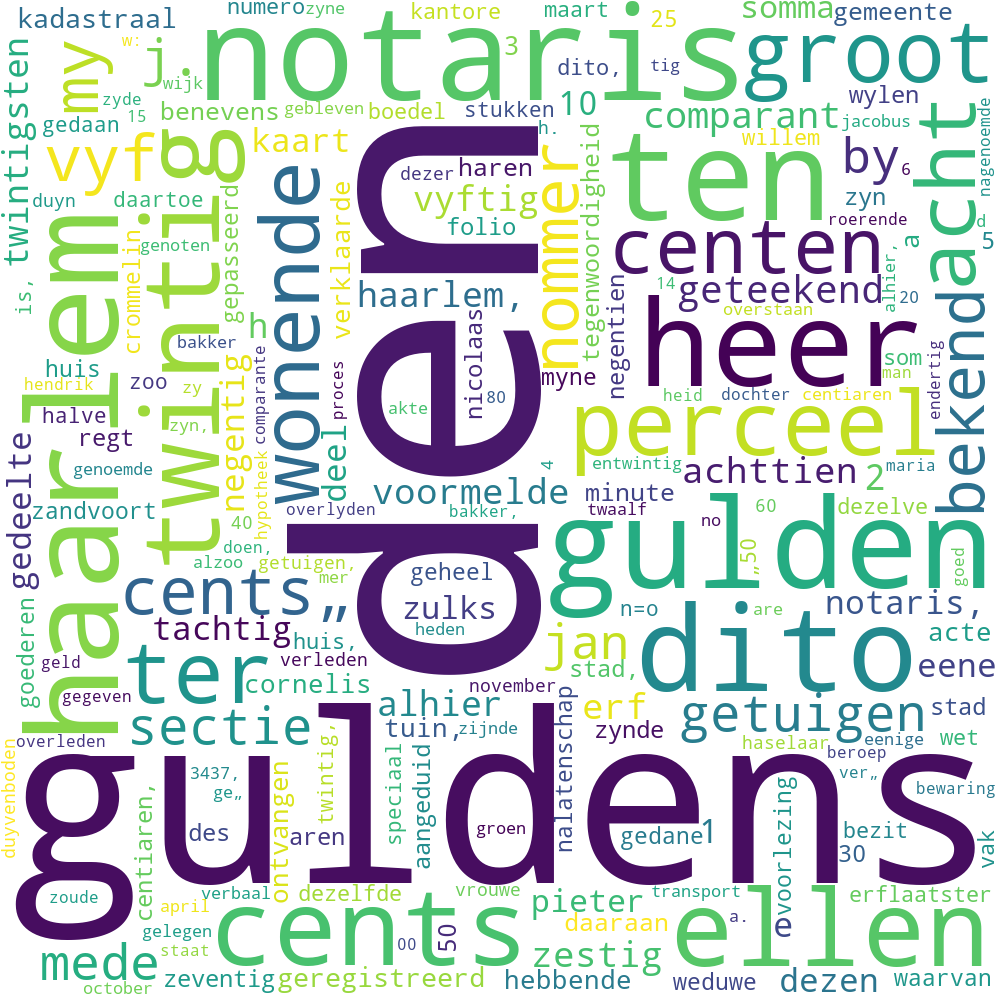 kadastraal
numero
zyne
kantore
maart
25
somma
gemeente
w:
my
j.
notaris
3
groot
wijk
dito,
tig
twintigsten
zyde
15
benevens
gebleven
boedel
stukken
10
wylen
gedaan
kaart
h.
comparant
jacobus
nagenoemde
vyf
twintig
willem
acht
dezer
haren
nommer
ten
by
6
duyn
daartoe
wonende
vyftig
zyn
gepasseerd
verklaarde
den
folio
tegenwoordigheid
roerende
d
5
crommelin
genoten
centen
a
alhier,
is,
haarlem
h
haarlem,
geteekend
14
20
bekend
bakker
nicolaas
negentien
heer
overstaan
som
huis
zoo
zy
comparante
proces
80
myne
man
hendrik
negentig
akte
heid
dochter
centiaren
endertig
halve
zyn,
perceel
regt
gedeelte
genoemde
hypotheek
deel
4
entwintig
achttien
2
maria
zandvoort
40
overlyden
voormelde
bakker,
minute
twaalf
no
60
dezelve
alzoo
doen,
getuigen,
mer
geheel
gulden
„50
goed
cents„
zulks
n=o
are
notaris,
goederen
tachtig
huis,
heden
jan
dito
acte
geld
ter
verleden
stad,
eene
gegeven
cornelis
november
sectie
alhier
erf
getuigen
stad
overleden
tuin,
zijnde
nalatenschap
zynde
haselaar
eenige
wet
duyvenboden
guldens
twintig,
speciaal
aangeduid
beroep
3437,
ge„
ver„
bewaring
des
aren
groen
gedane
1
voorlezing
bezit
30
vak
centiaren,
ontvangen
zoude
verbaal
dezelfde
vrouwe
pieter
transport
erflaatster
april
cents
00
50
a.
daaraan
e
ellen
gelegen
staat
mede
zestig
october
zeventig
geregistreerd
hebbende
weduwe
dezen
waarvan